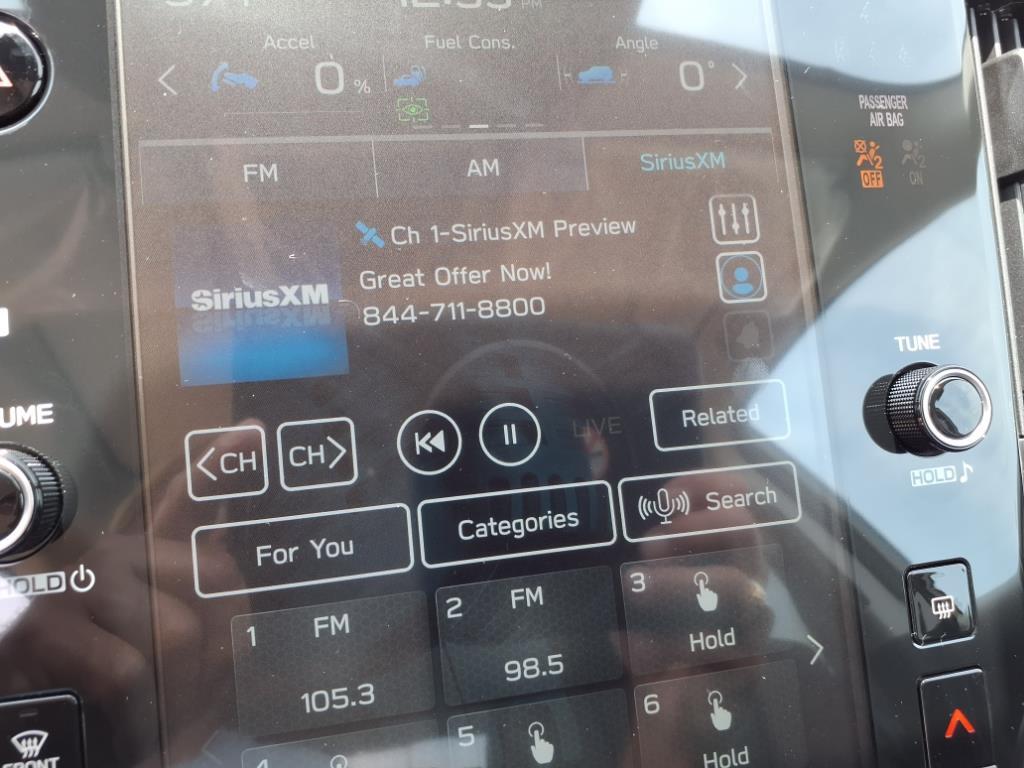 Accel Fuel Cons. Angle
0 % 0°
PASSENGER
AIR BAG
OFF ON
FM AM SiriusXM
Ch 1-SiriusXM Preview
Great Offer Now!
844-711-8800
SiriusXM
TUNE
HOLD
UME
<CH CH> LIVE Related
For You Categories Search
HOLD
1 FM 2 FM 3
105.3 98.5 Hold
4 5 6
Hold
FRONT